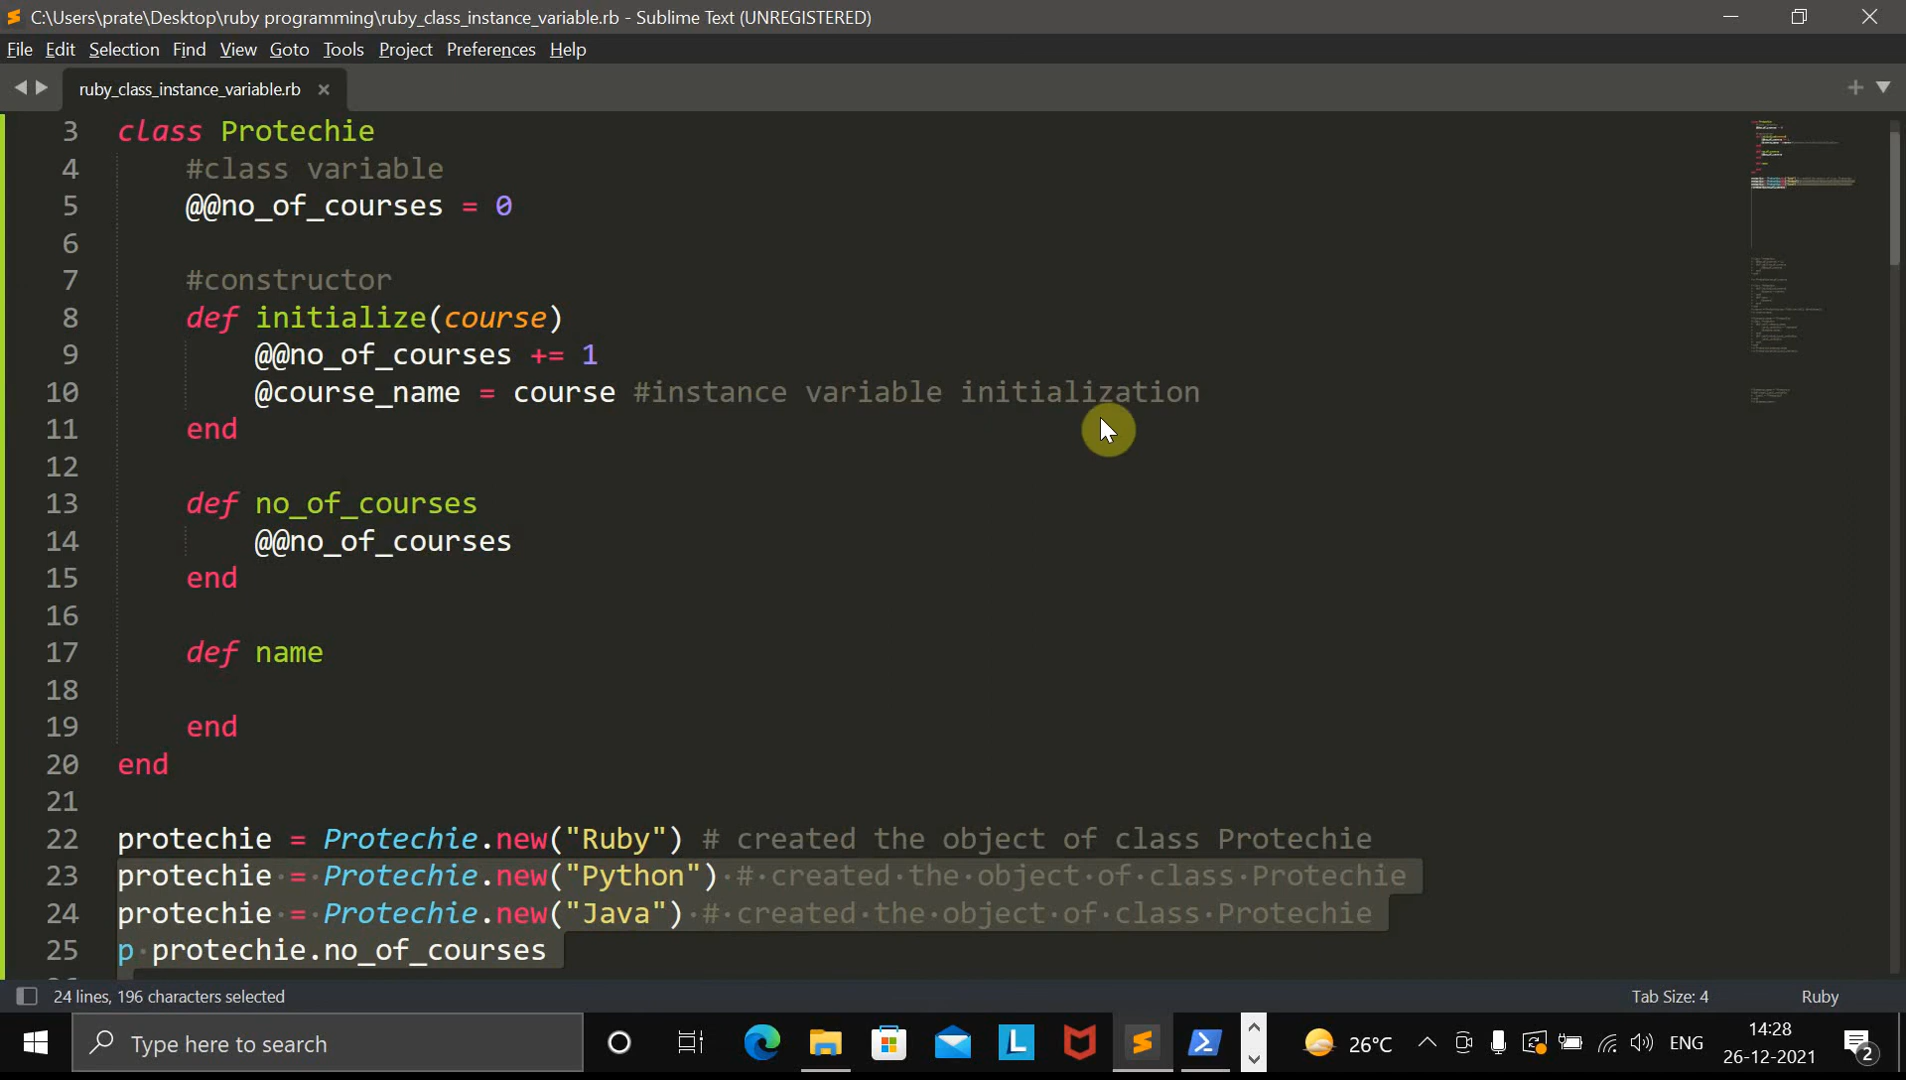 C:\Users\prate\Desktop\ruby programming\ruby_class_instance_variable.rb - Sublime Text (UNREGISTERED)
File Edit Selection Find View Goto Tools Project Preferences Help
ruby_class_instance_variable.rb
3 class Protechie
4 #class variable
5 @@no_of_courses = 0
6
7 #constructor
8 def initialize(course)
9 @@no_of_courses += 1
10 @course_name = course #instance variable initialization
11 end
12
13 def no_of_courses
14 @@no_of_courses
15 end
16
17 def name
18
19 end
20 end
21
22 protechie = Protechie.new("Ruby") # created the object of class Protechie
23 protechie = Protechie.new("Python") # created the object of class Protechie
24 protechie = Protechie.new("Java") # created the object of class Protechie
25 p protechie.no_of_courses
24 lines, 196 characters selected
Tab Size: 4
Ruby
Type here to search
26°C
ENG
14:28
26-12-2021
2